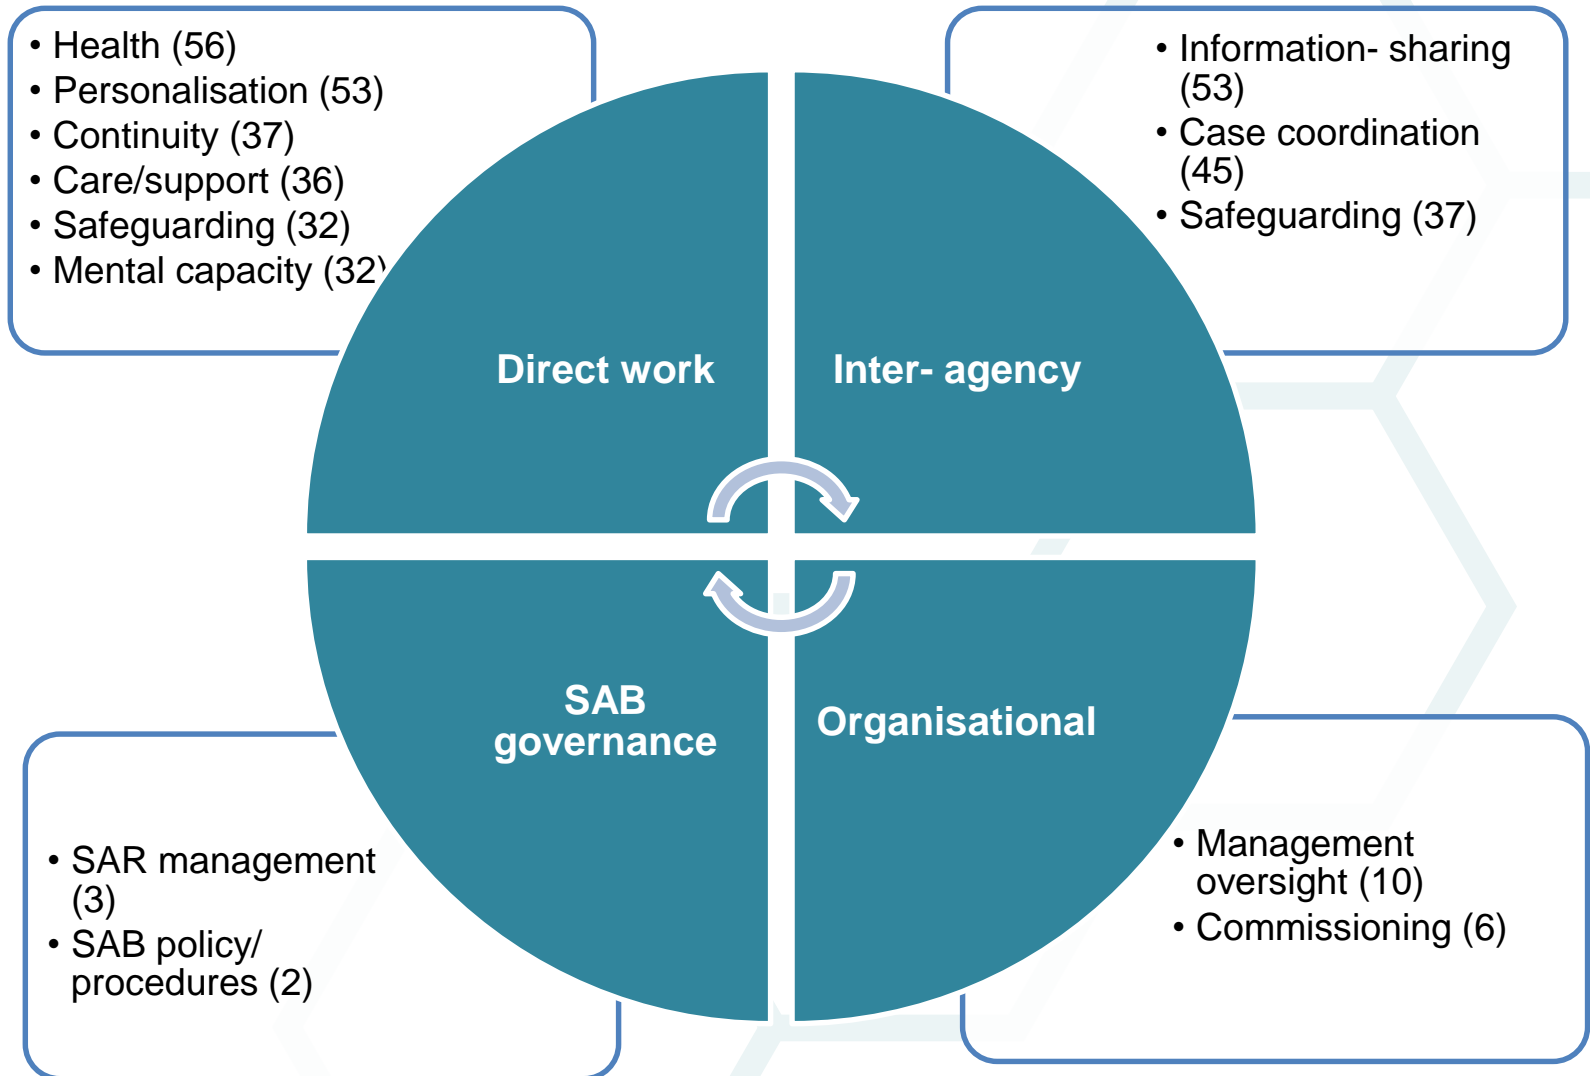 • Health (56)
• Personalisation (53)
• Continuity (37)
• Care/support (36)
• Safeguarding (32)
• Mental capacity (32)
• Information- sharing
(53)
• Case coordination
(45)
• Safeguarding (37)
Direct work
Inter- agency
SAB
governance
Organisational
• SAR management
(3)
• SAB policy/
procedures (2)
• Management
oversight (10)
• Commissioning (6)